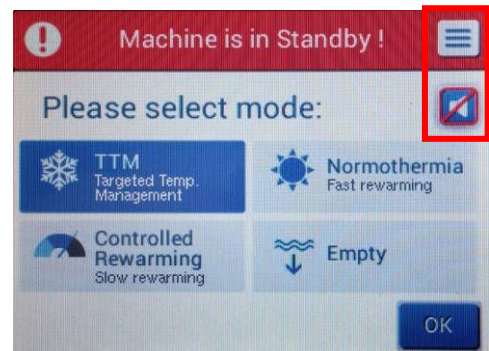 Machine is in Standby !
Please select mode:
TTM
Targeted Temp.
Management
Normothermia
Fast rewarming
Controlled
Rewarming
Slow rewarming
Empty
OK